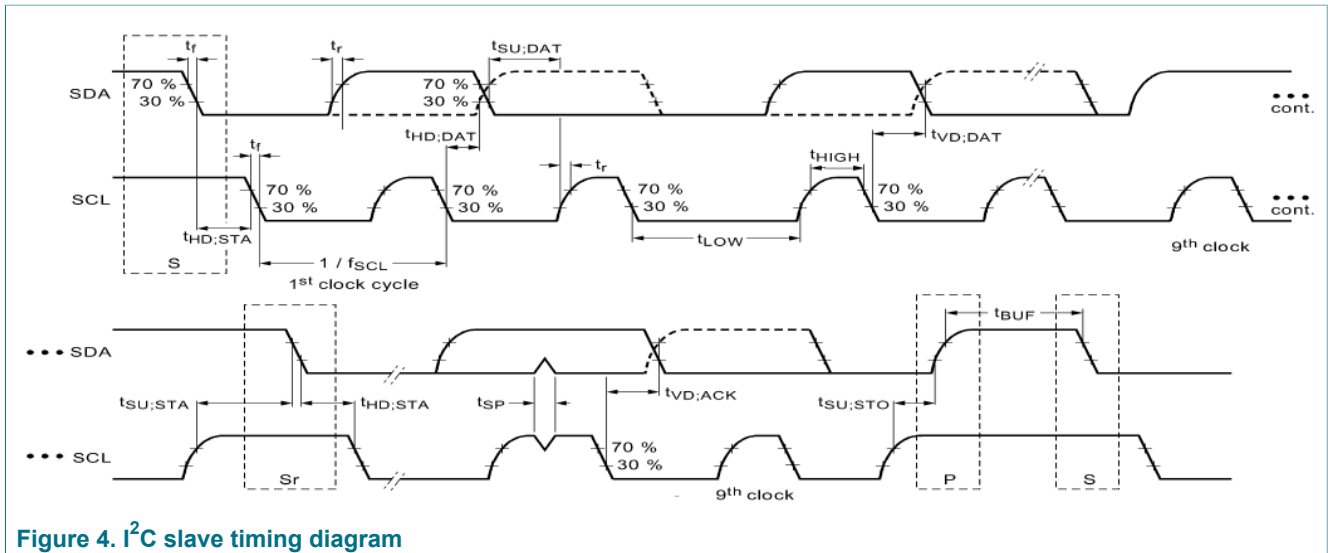 tf tr tSU;DAT
70 % 70 %
SDA
30 % 30 %
••• cont.
tHD;DAT tVD;DAT
tf tr tHIGH
70 % 70 % 70 % 70 %
SCL
30 % 30 % 30 % 30 %
••• cont.
tHD;STA tLOW
9th clock
S 1 / fSCL
1st clock cycle
tBUF
••• SDA
tSU;STA tHD;STA tSP tVD;ACK tSU;STO
70 %
••• SCL
30 %
Sr 9th clock P S
Figure 4. I2C slave timing diagram